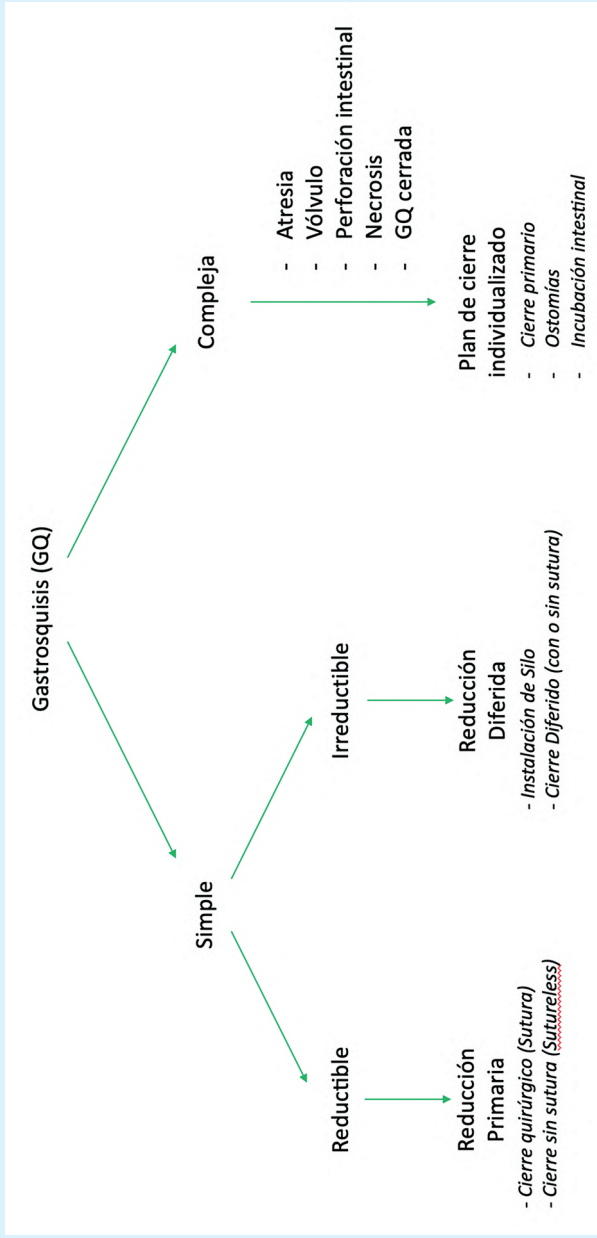 Gastrosquisis (GQ)
Simple
Compleja
- Atresia
- Vólvulo
- Perforación intestinal
- Necrosis
- GQ cerrada
Reductible
Irreductible
Reducción
Primaria
- Cierre quirúrgico (Sutura)
- Cierre sin sutura (Sutureless)
Reducción
Diferida
- Instalación de Silo
- Cierre Diferido (con o sin sutura)
Plan de cierre
individualizado
- Cierre primario
- Ostomías
- Incubación intestinal